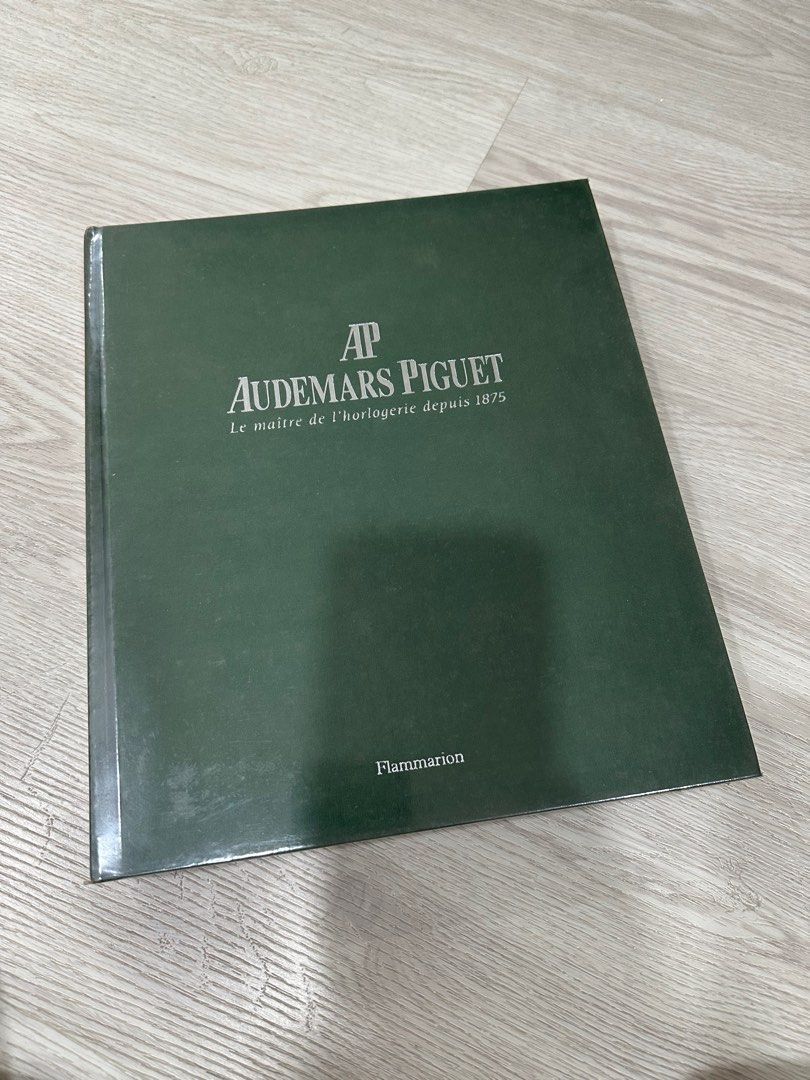 AP
AUDEMARS PIGUET
Le maître de l'horlogerie depuis 1875
Flammarion